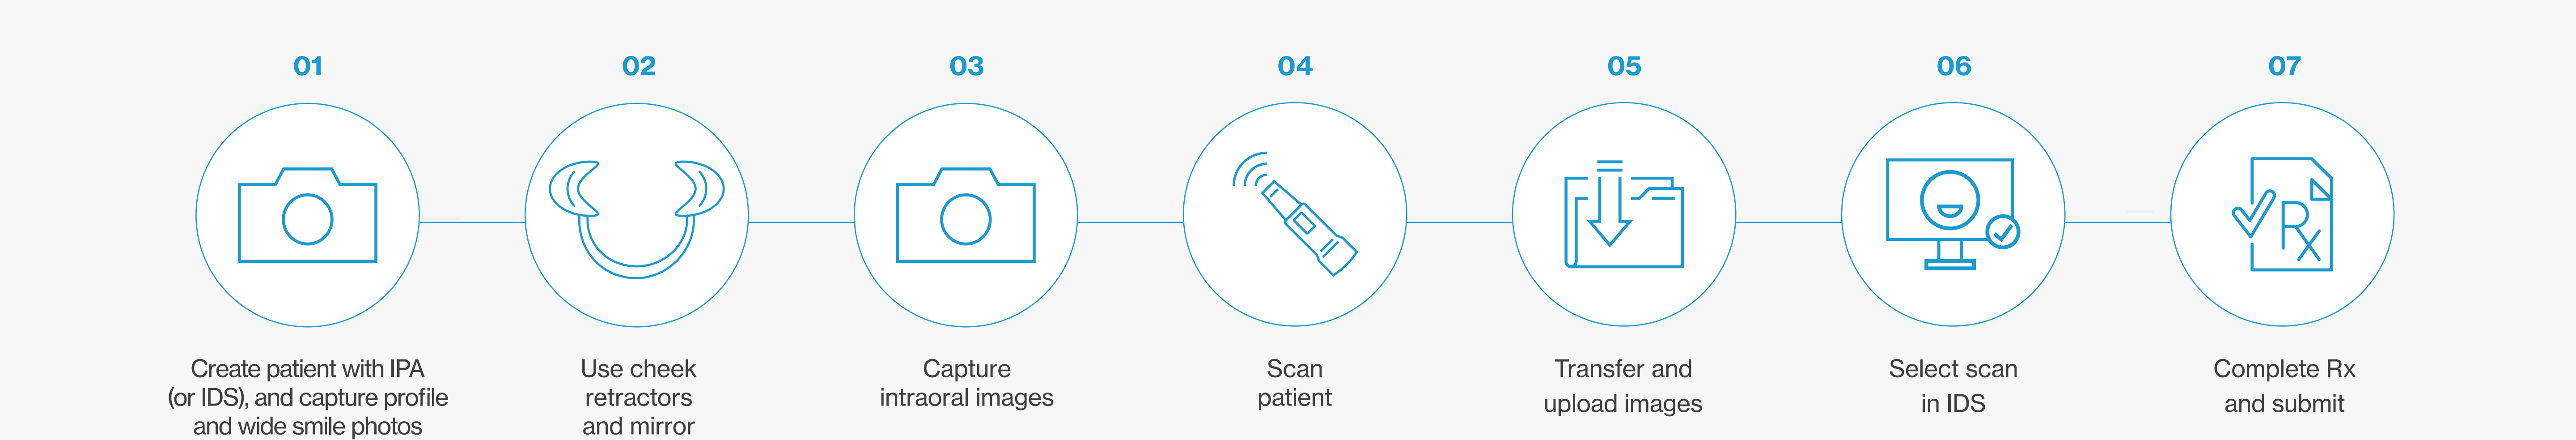 01
Create patient with IPA
(or IDS), and capture profile
and wide smile photos
02
Use cheek
retractors
and mirror
03
Capture
intraoral images
04
Scan
patient
05
Transfer and
upload images
06
Select scan
in IDS
07
Rx
Complete Rx
and submit